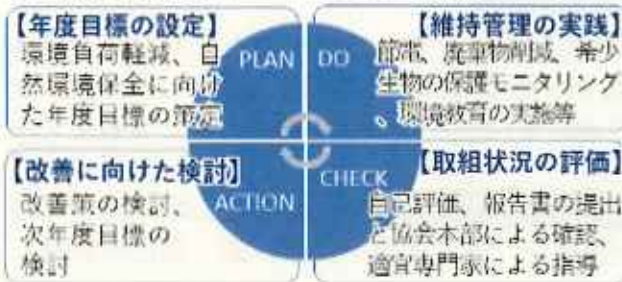 【年度目標の設定】
環境負荷軽減、自
然環境保全に向け
た年度目標の策定
PLAN
DO
【維持管理の実践】
節電、廃棄物削減、希少
生物の保護モニタリング
、環境教育の実施等
【改善に向けた検討】
改善策の検討、
次年度目標の
検討
ACTION
CHECK
【取組状況の評価】
自己評価、報告書の提出
と協会本部による確認、
適宜専門家による指導